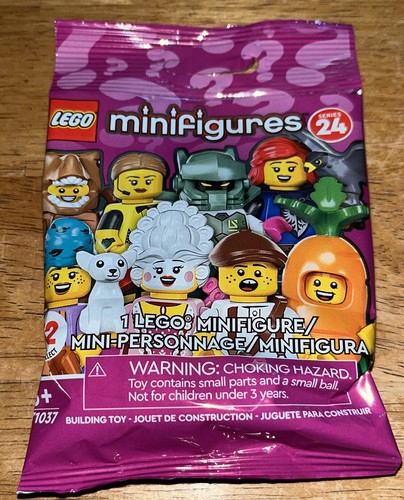 LEGO minifigures SERIES 24
1 LEGO® MINIFIGURE/
MINI-PERSONNAGE/MINIFIGURA
WARNING: CHOKING HAZARD.
Toy contains small parts and a small ball.
Not for children under 3 years.
BUILDING TOY - JOUET DE CONSTRUCTION - JUGUETE PARA CONSTRUIR